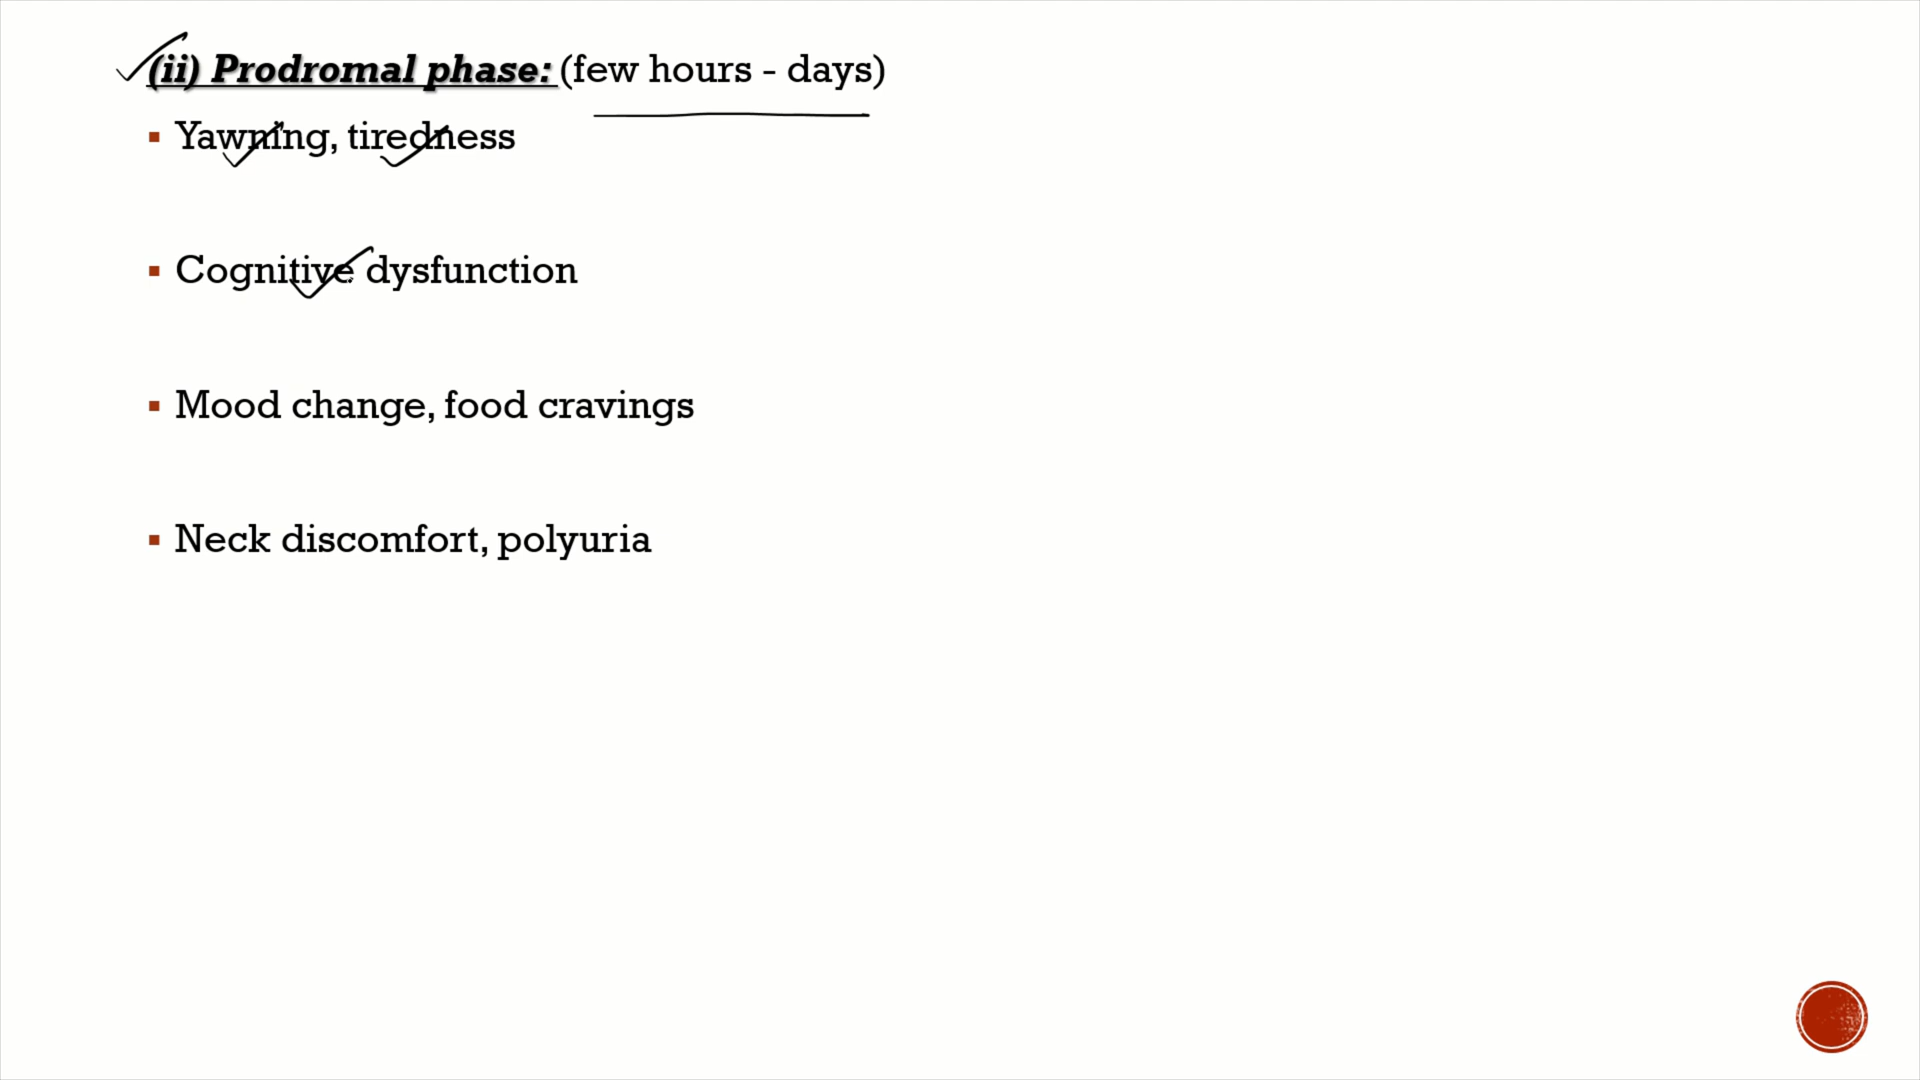 (ii) Prodromal phase: (few hours - days)
Yawning, tiredness
Cognitive dysfunction
Mood change, food cravings
Neck discomfort, polyuria